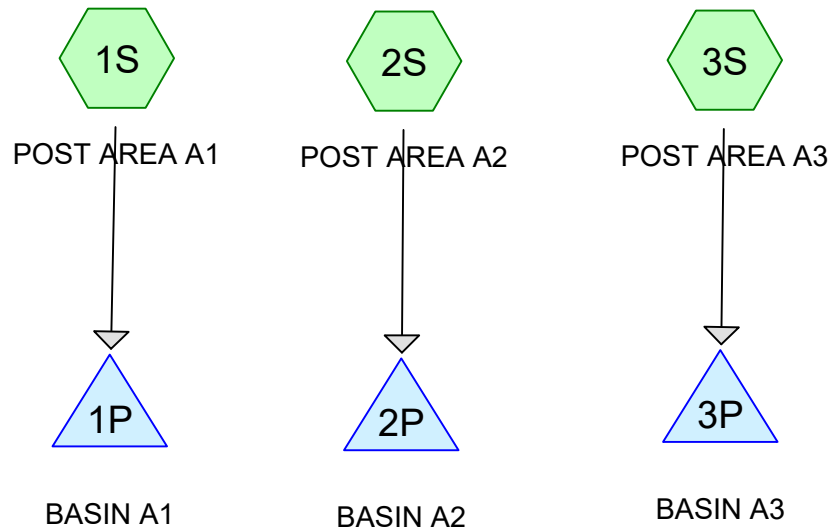 1S
2S
3S
POST AREA A1
POST AREA A2
POST AREA A3
1P
2P
3P
BASIN A1
BASIN A2
BASIN A3